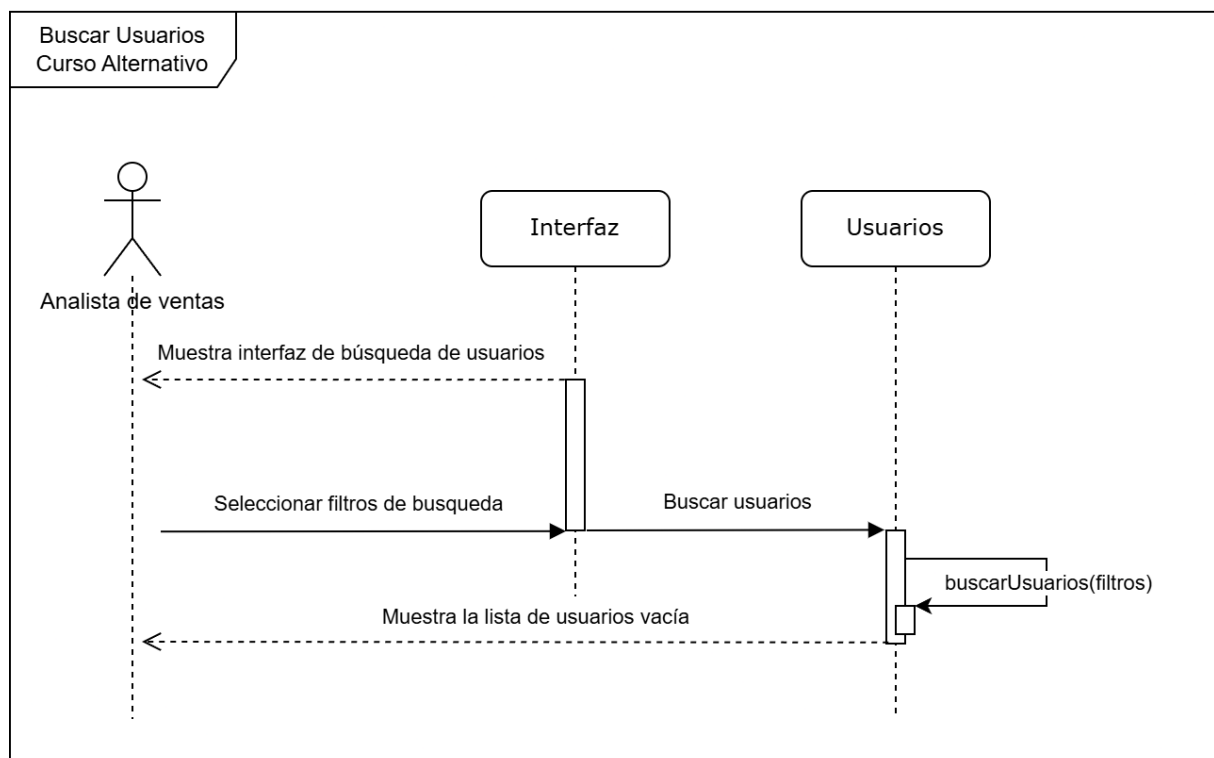 Buscar Usuarios
Curso Alternativo
Analista de ventas
Interfaz
Usuarios
Muestra interfaz de búsqueda de usuarios
Seleccionar filtros de busqueda
Buscar usuarios
buscarUsuarios(filtros)
Muestra la lista de usuarios vacía